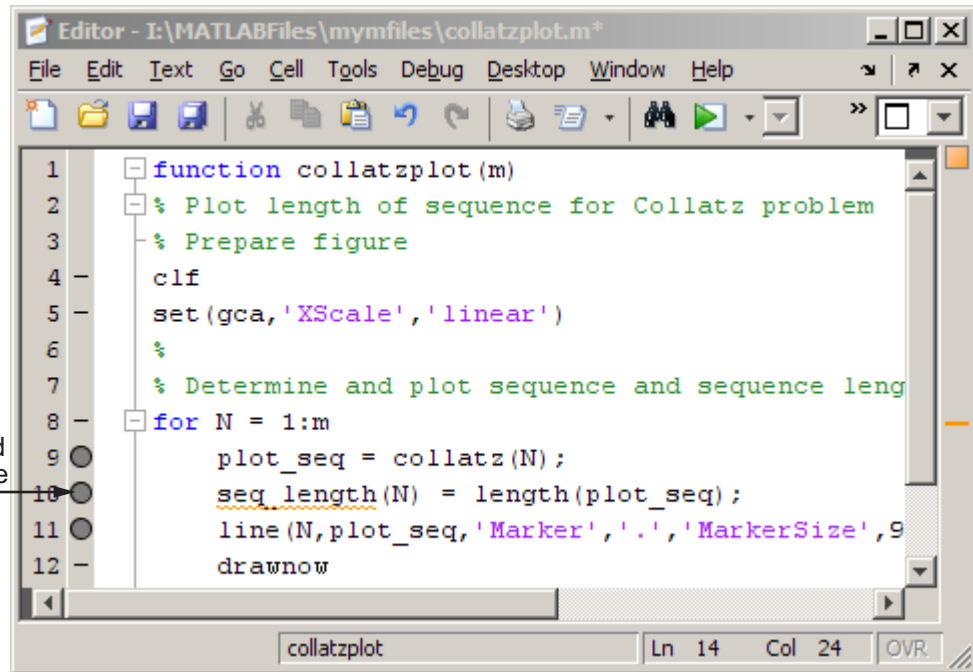 Editor - I:\MATLABFiles\mymfiles\collatzplot.m*
File Edit Text Go Cell Tools Debug Desktop Window Help
»
1 function collatzplot(m)
2 % Plot length of sequence for Collatz problem
3 % Prepare figure
4 - clf
5 - set(gca,'XScale','linear')
6 %
7 % Determine and plot sequence and sequence leng
8 - for N = 1:m
9 plot_seq = collatz(N);
10 seq_length(N) = length(plot_seq);
11 line(N,plot_seq,'Marker','.','MarkerSize',9
12 - drawnow
collatzplot Ln 14 Col 24 OVR